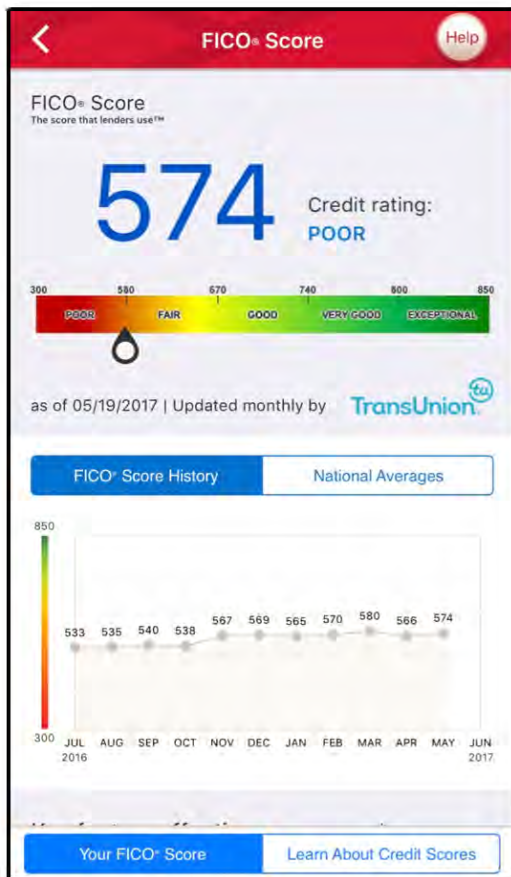 FICO® Score
Help
FICO® Score
The score that lenders use™
574
Credit rating:
POOR
300 580 670 740 800 850
POOR FAIR GOOD VERY GOOD EXCEPTIONAL
as of 05/19/2017 | Updated monthly by TransUnion
tu
FICO® Score History
National Averages
850
533 535 540 538 567 569 565 570 580 566 574
300
JUL AUG SEP OCT NOV DEC JAN FEB MAR APR MAY JUN
2016 2017
Your FICO® Score
Learn About Credit Scores